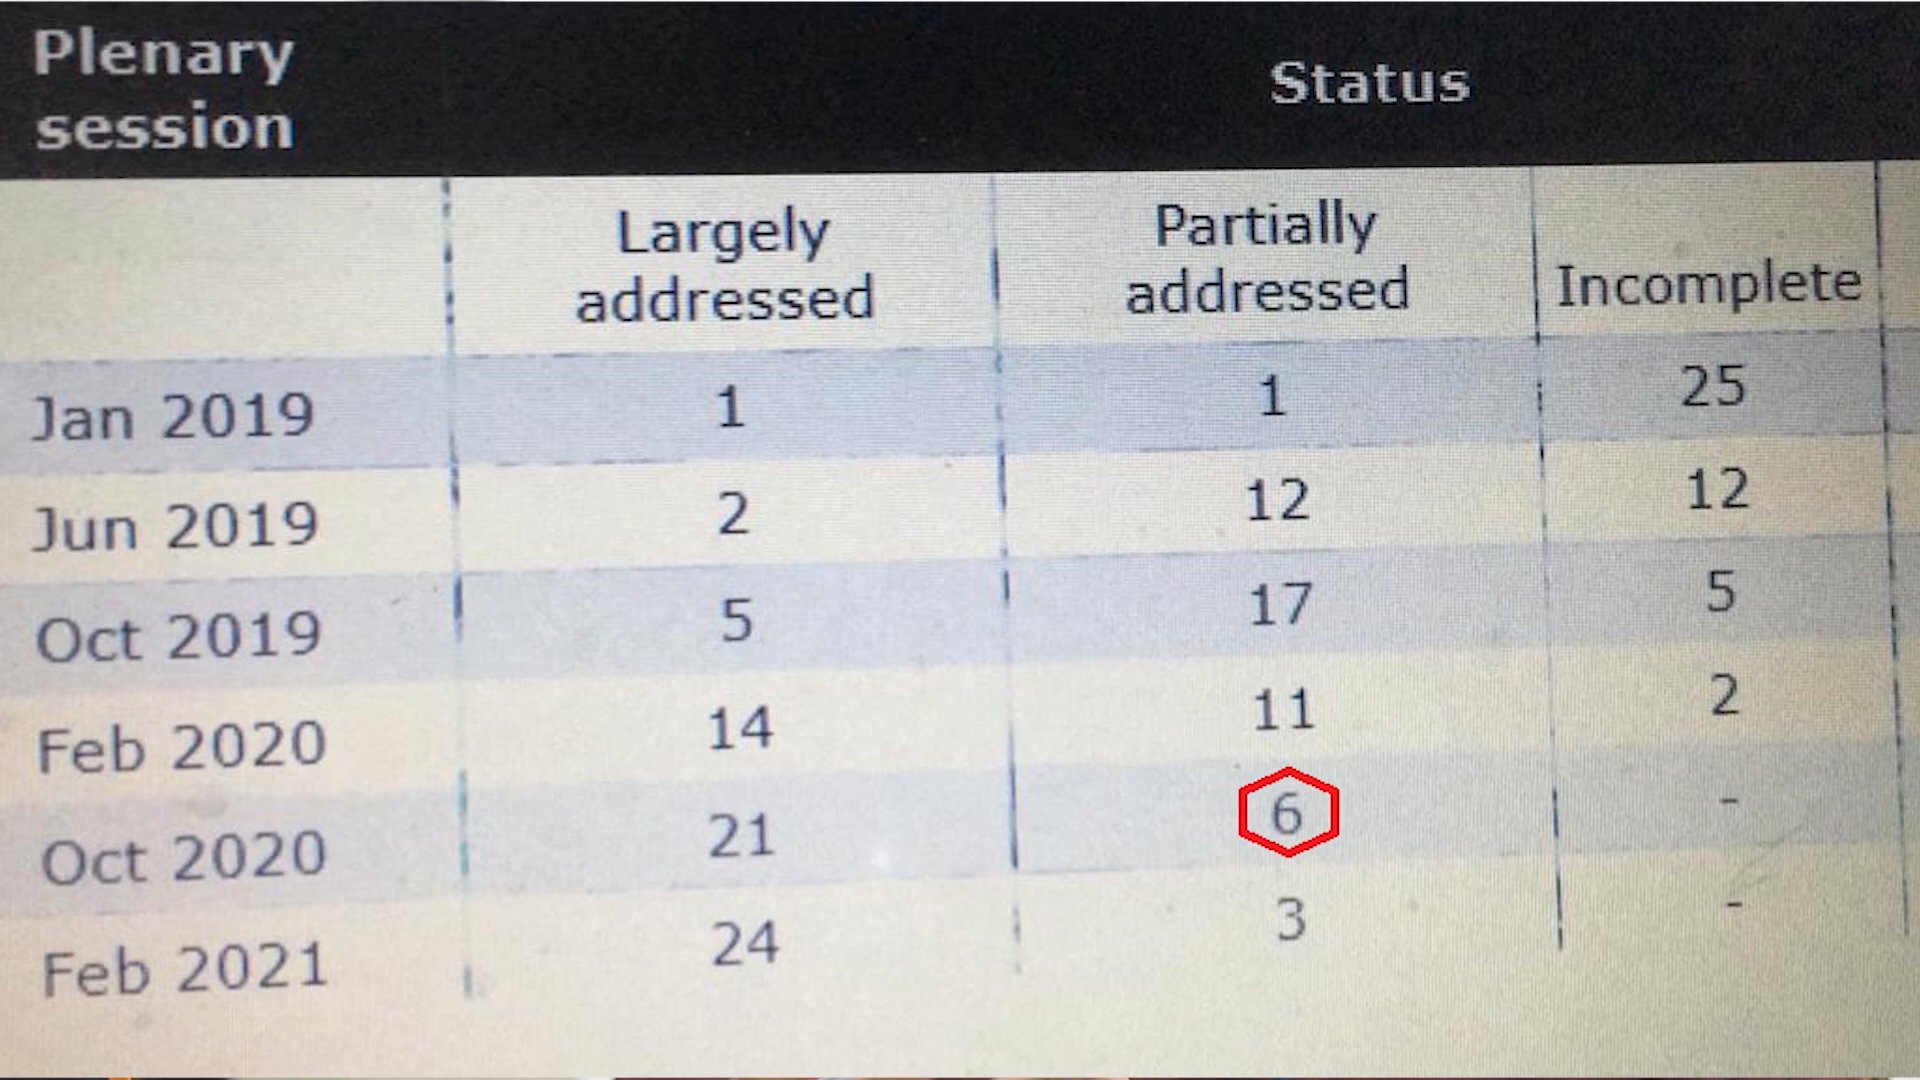 Plenary
session
Status
Largely
addressed
Partially
addressed
Incomplete
Jan 2019 1 1 25
Jun 2019 2 12 12
Oct 2019 5 17 5
Feb 2020 14 11 2
Oct 2020 21 6 -
Feb 2021 24 3 -